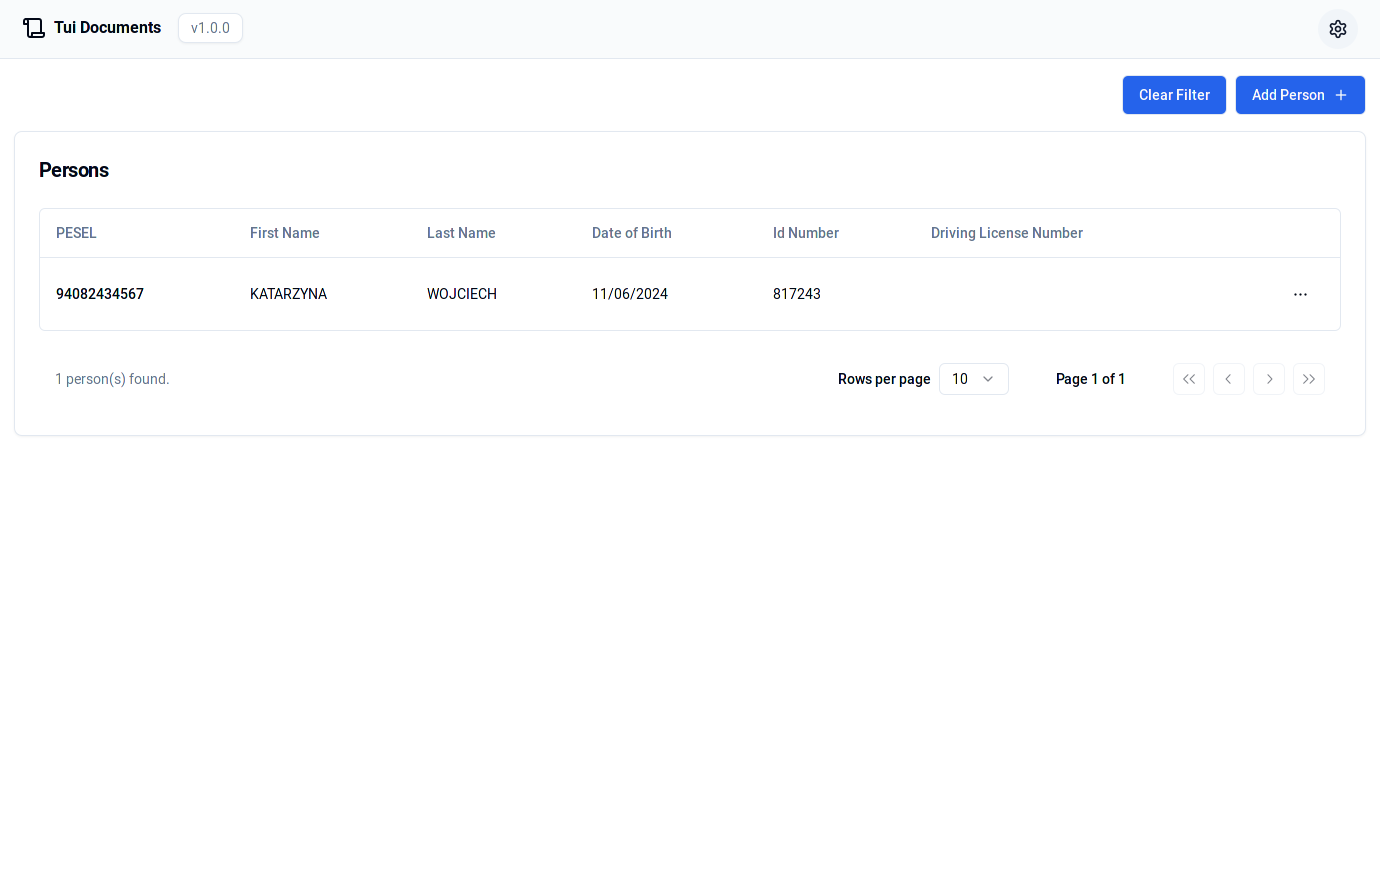 Tui Documents v1.0.0
Clear Filter Add Person
Persons
PESEL First Name Last Name Date of Birth Id Number Driving License Number
94082434567 KATARZYNA WOJCIECH 11/06/2024 817243
1 person(s) found. Rows per page 10 Page 1 of 1